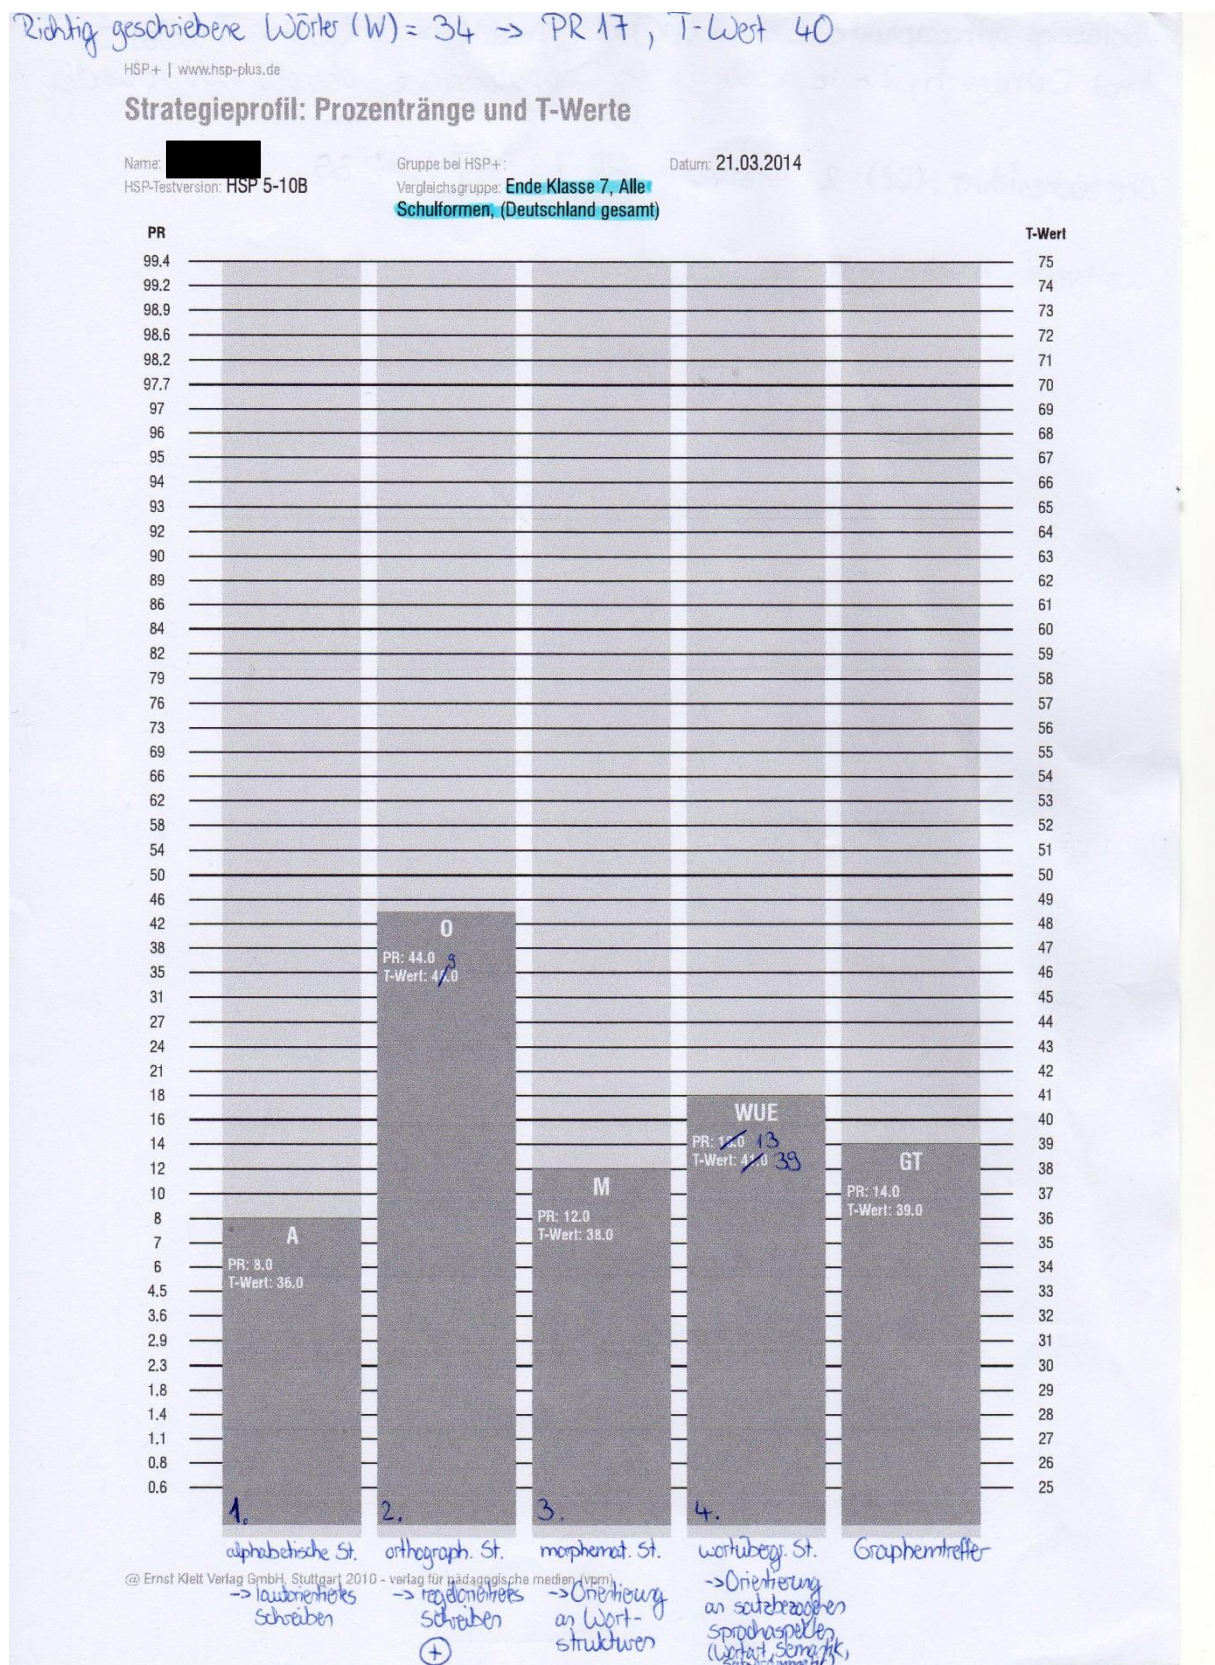 Richtig geschriebene Wörter (W) = 34 -> PR 17, T-Wert 40
HSP+ | www.hsp-plus.de
Strategieprofil: Prozentränge und T-Werte
Name: Gruppe bei HSP+: Datum: 21.03.2014
HSP-Testversion: HSP 5-10B Vergleichsgruppe: Ende Klasse 7, Alle
Schulformen, (Deutschland gesamt)
PR T-Wert
99.4 75
99.2 74
98.9 73
98.6 72
98.2 71
97.7 70
97 69
96 68
95 67
94 66
93 65
92 64
90 63
89 62
86 61
84 60
82 59
79 58
76 57
73 56
69 55
66 54
62 53
58 52
54 51
50 50
46 49
42 48
38 47
35 46
31 45
27 44
24 43
21 42
18 41
16 40
14 39
12 38
10 37
8 36
7 35
6 34
4.5 33
3.6 32
2.9 31
2.3 30
1.8 29
1.4 28
1.1 27
0.8 26
0.6 25
A
PR: 8.0
T-Wert: 36.0
O
PR: 44.0 9
T-Wert: 48.0
M
PR: 12.0
T-Wert: 38.0
WUE
PR: 18.0 13
T-Wert: 41.0 39
GT
PR: 14.0
T-Wert: 39.0
1. 2. 3. 4.
alphabetische St. orthograph. St. morphemat. St. wortübergr. St. Graphemtreffer
@ Ernst Klett Verlag GmbH, Stuttgart 2010 - verlag für pädagogische medien (vpm)
-> lautorientiertes
schreiben
-> regelorientiertes
schreiben
+
-> Orientierung
an Wort-
strukturen
-> Orientierung
an satzbezogenen
sprachaspekten
(Wortart, Semantik,